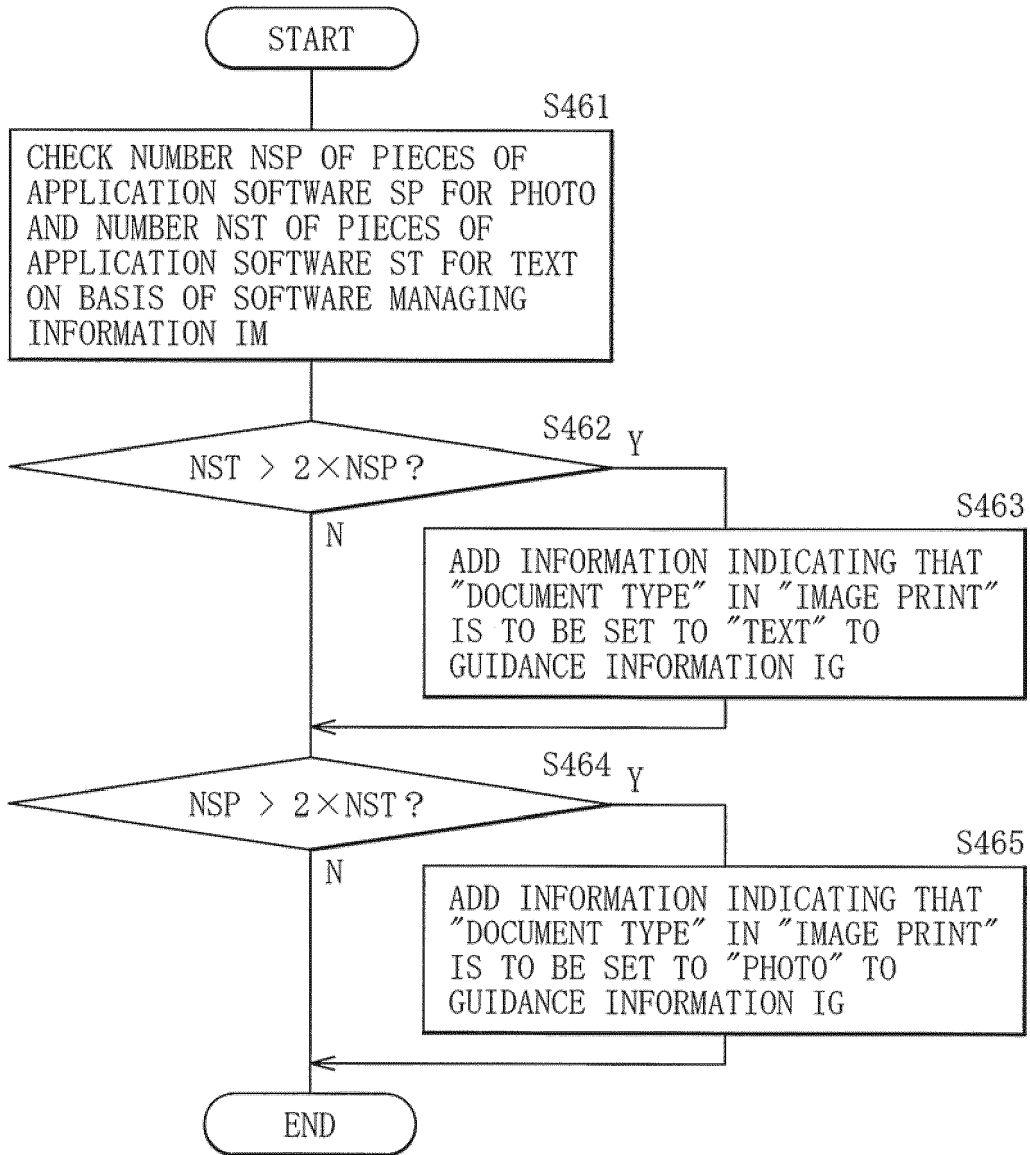 START
S461
CHECK NUMBER NSP OF PIECES OF
APPLICATION SOFTWARE SP FOR PHOTO
AND NUMBER NST OF PIECES OF
APPLICATION SOFTWARE ST FOR TEXT
ON BASIS OF SOFTWARE MANAGING
INFORMATION IM
S462
Y
NST > 2×NSP?
N
S463
ADD INFORMATION INDICATING THAT
"DOCUMENT TYPE" IN "IMAGE PRINT"
IS TO BE SET TO "TEXT" TO
GUIDANCE INFORMATION IG
S464
Y
NSP > 2×NST?
N
S465
ADD INFORMATION INDICATING THAT
"DOCUMENT TYPE" IN "IMAGE PRINT"
IS TO BE SET TO "PHOTO" TO
GUIDANCE INFORMATION IG
END